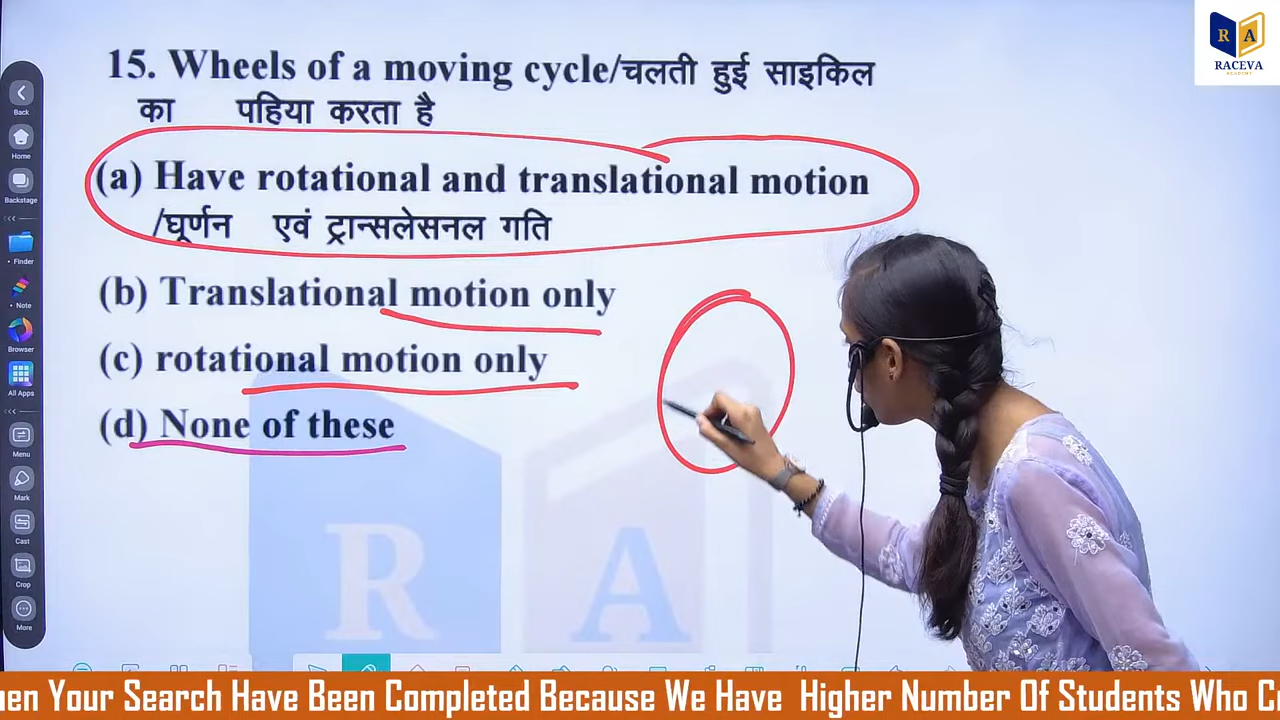 15. Wheels of a moving cycle/चलती हुई साइकिल
का पहिया करता है
(a) Have rotational and translational motion
/घूर्णन एवं ट्रान्सलेसनल गति
(b) Translational motion only
(c) rotational motion only
(d) None of these
R A
RACEVA
ACADEMY
Back
Home
Backstage
Finder
Note
Browser
All Apps
Menu
Mark
Cast
Crop
More
R A
Your Search Have Been Completed Because We Have Higher Number Of Students Who